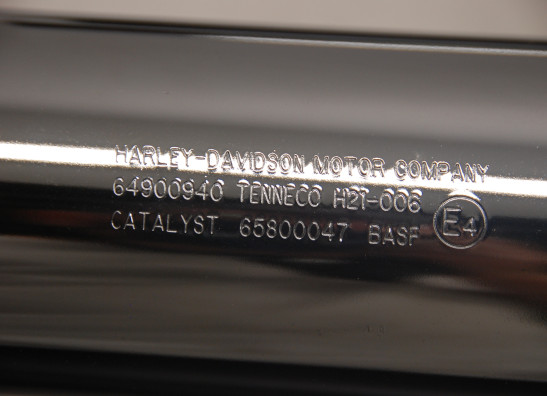 HARLEY-DAVIDSON MOTOR COMPANY
64900940 TENNECO H21-006
CATALYST 65800047 BASF E4